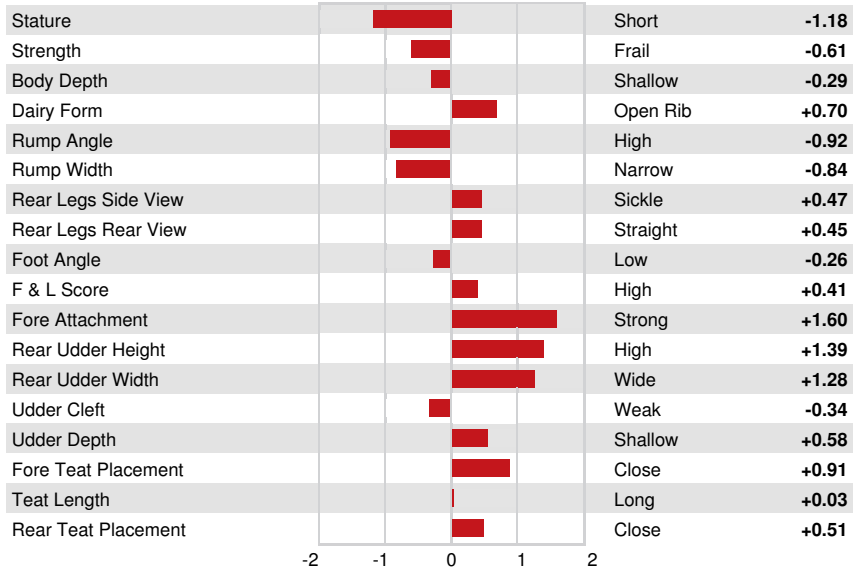 Stature Short -1.18
Strength Frail -0.61
Body Depth Shallow -0.29
Dairy Form Open Rib +0.70
Rump Angle High -0.92
Rump Width Narrow -0.84
Rear Legs Side View Sickle +0.47
Rear Legs Rear View Straight +0.45
Foot Angle Low -0.26
F & L Score High +0.41
Fore Attachment Strong +1.60
Rear Udder Height High +1.39
Rear Udder Width Wide +1.28
Udder Cleft Weak -0.34
Udder Depth Shallow +0.58
Fore Teat Placement Close +0.91
Teat Length Long +0.03
Rear Teat Placement Close +0.51
-2 -1 0 1 2